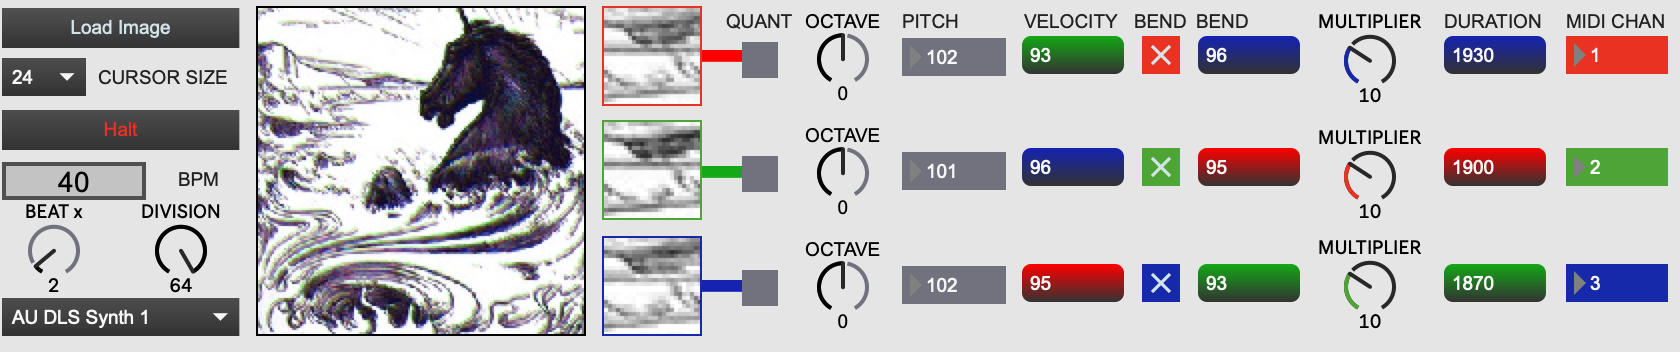 Load Image
24 CURSOR SIZE
Halt
40 BPM
BEAT x DIVISION
2 64
AU DLS Synth 1
QUANT OCTAVE PITCH VELOCITY BEND BEND MULTIPLIER DURATION MIDI CHAN
102 93 96 1930 1
0 10
OCTAVE MULTIPLIER
101 96 95 1900 2
0 10
OCTAVE MULTIPLIER
102 95 93 1870 3
0 10